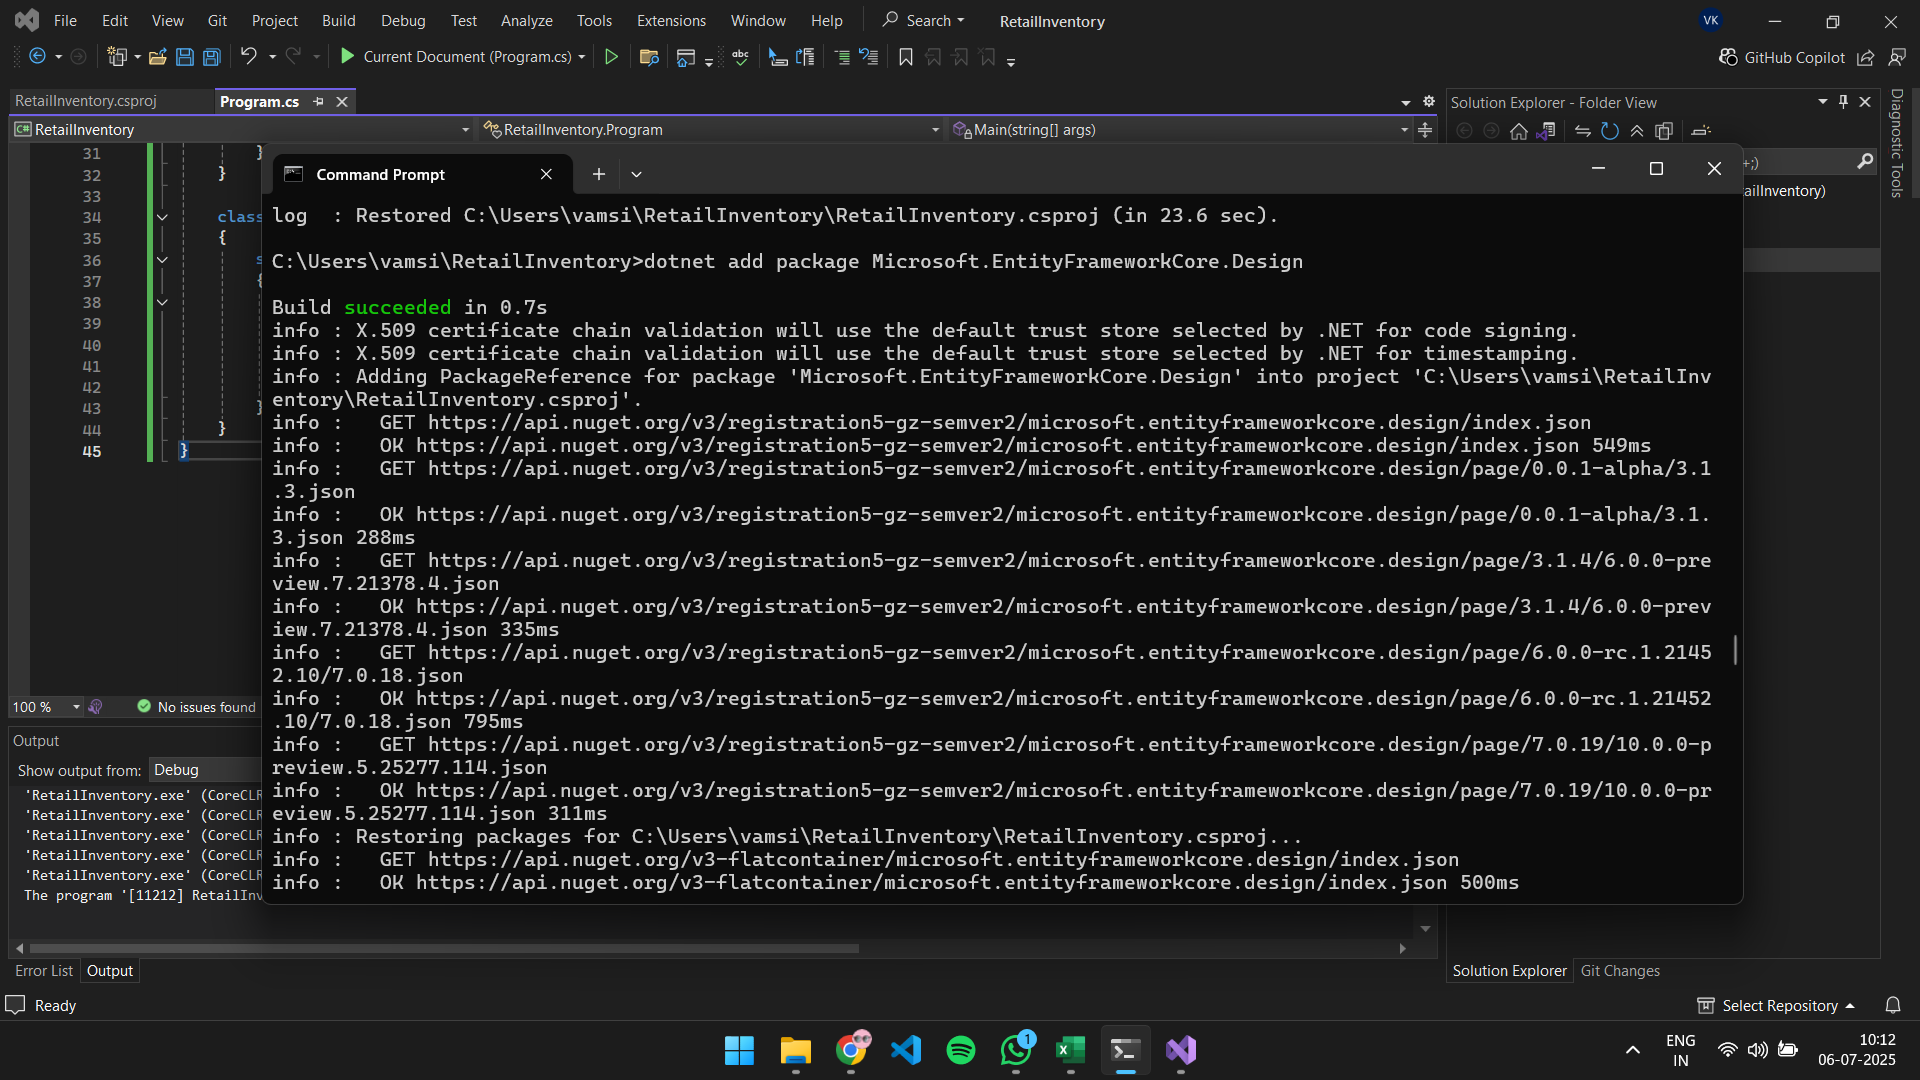 File Edit View Git Project Build Debug Test Analyze Tools Extensions Window Help Search RetailInventory VK
Current Document (Program.cs) GitHub Copilot
RetailInventory.csproj Program.cs Solution Explorer - Folder View
RetailInventory RetailInventory.Program Main(string[] args)
31 }
32 }
33
34 class
35 {
36 s
37 {
38
39
40
41
42
43 }
44 }
45 }
+;)
ailInventory)
Diagnostic Tools
Command Prompt
log  : Restored C:\Users\vamsi\RetailInventory\RetailInventory.csproj (in 23.6 sec).
C:\Users\vamsi\RetailInventory>dotnet add package Microsoft.EntityFrameworkCore.Design
Build succeeded in 0.7s
info : X.509 certificate chain validation will use the default trust store selected by .NET for code signing.
info : X.509 certificate chain validation will use the default trust store selected by .NET for timestamping.
info : Adding PackageReference for package 'Microsoft.EntityFrameworkCore.Design' into project 'C:\Users\vamsi\RetailInv
entory\RetailInventory.csproj'.
info :   GET https://api.nuget.org/v3/registration5-gz-semver2/microsoft.entityframeworkcore.design/index.json
info :   OK https://api.nuget.org/v3/registration5-gz-semver2/microsoft.entityframeworkcore.design/index.json 549ms
info :   GET https://api.nuget.org/v3/registration5-gz-semver2/microsoft.entityframeworkcore.design/page/0.0.1-alpha/3.1
.3.json
info :   OK https://api.nuget.org/v3/registration5-gz-semver2/microsoft.entityframeworkcore.design/page/0.0.1-alpha/3.1.
3.json 288ms
info :   GET https://api.nuget.org/v3/registration5-gz-semver2/microsoft.entityframeworkcore.design/page/3.1.4/6.0.0-pre
view.7.21378.4.json
info :   OK https://api.nuget.org/v3/registration5-gz-semver2/microsoft.entityframeworkcore.design/page/3.1.4/6.0.0-prev
iew.7.21378.4.json 335ms
info :   GET https://api.nuget.org/v3/registration5-gz-semver2/microsoft.entityframeworkcore.design/page/6.0.0-rc.1.2145
2.10/7.0.18.json
info :   OK https://api.nuget.org/v3/registration5-gz-semver2/microsoft.entityframeworkcore.design/page/6.0.0-rc.1.21452
.10/7.0.18.json 795ms
info :   GET https://api.nuget.org/v3/registration5-gz-semver2/microsoft.entityframeworkcore.design/page/7.0.19/10.0.0-p
review.5.25277.114.json
info :   OK https://api.nuget.org/v3/registration5-gz-semver2/microsoft.entityframeworkcore.design/page/7.0.19/10.0.0-pr
eview.5.25277.114.json 311ms
info : Restoring packages for C:\Users\vamsi\RetailInventory\RetailInventory.csproj...
info :   GET https://api.nuget.org/v3-flatcontainer/microsoft.entityframeworkcore.design/index.json
info :   OK https://api.nuget.org/v3-flatcontainer/microsoft.entityframeworkcore.design/index.json 500ms
100 % No issues found
Output
Show output from: Debug
'RetailInventory.exe' (CoreCLR
'RetailInventory.exe' (CoreCLR
'RetailInventory.exe' (CoreCLR
'RetailInventory.exe' (CoreCLR
'RetailInventory.exe' (CoreCLR
The program '[11212] RetailInv
Error List Output Solution Explorer Git Changes
Ready Select Repository
1
ENG
IN
10:12
06-07-2025